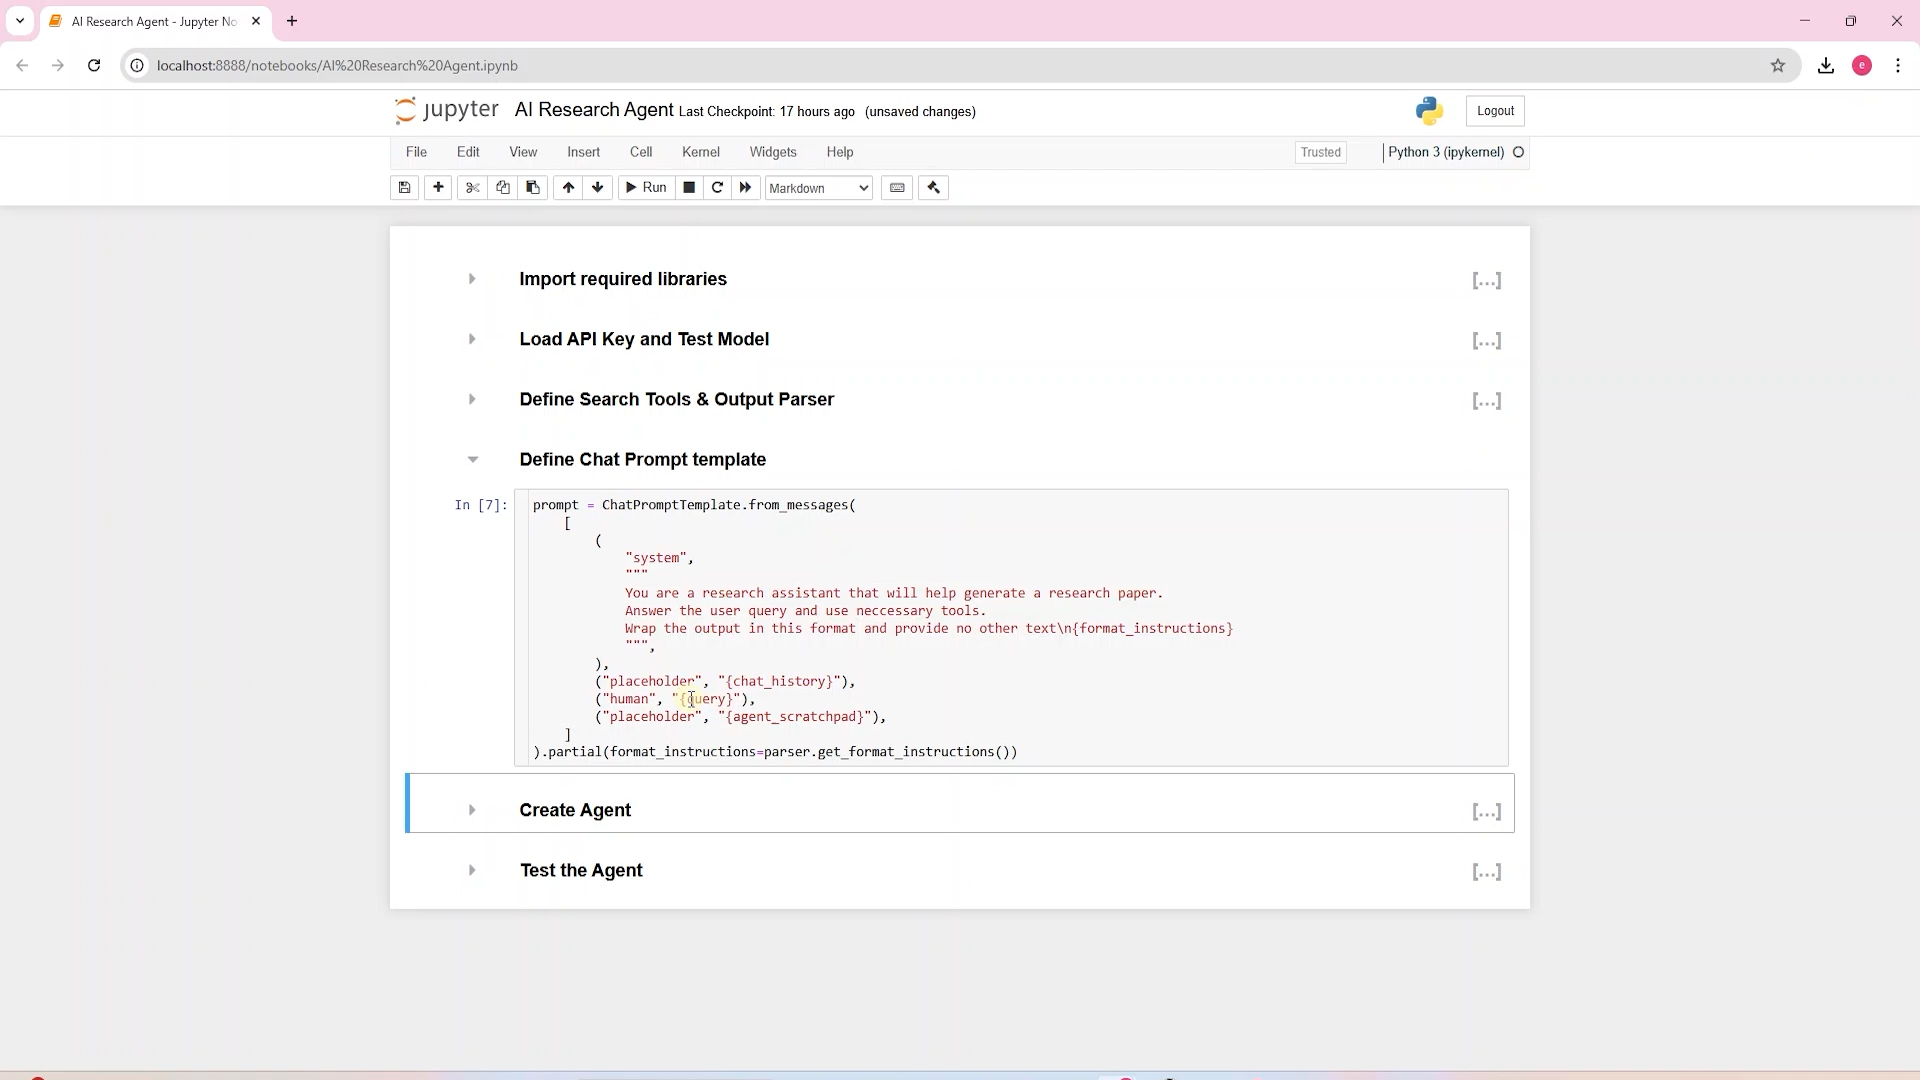 AI Research Agent - Jupyter No
localhost:8888/notebooks/AI%20Research%20Agent.ipynb
e
jupyter AI Research Agent Last Checkpoint: 17 hours ago (unsaved changes)
Logout
File Edit View Insert Cell Kernel Widgets Help
Trusted
Python 3 (ipykernel)
Run
Markdown
Import required libraries
[...]
Load API Key and Test Model
[...]
Define Search Tools & Output Parser
[...]
Define Chat Prompt template
In [7]:
prompt = ChatPromptTemplate.from_messages(
[
(
"system",
"""
You are a research assistant that will help generate a research paper.
Answer the user query and use neccessary tools.
Wrap the output in this format and provide no other text\n{format_instructions}
""",
),
("placeholder", "{chat_history}"),
("human", "{query}"),
("placeholder", "{agent_scratchpad}"),
]
).partial(format_instructions=parser.get_format_instructions())
Create Agent
[...]
Test the Agent
[...]